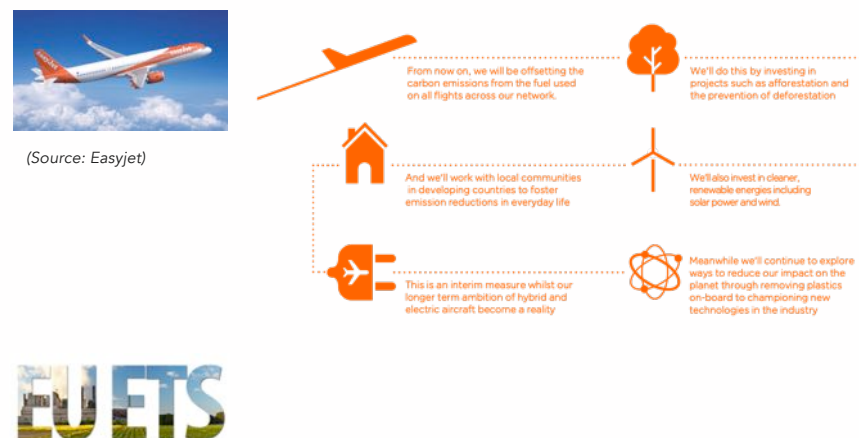 easyJet
(Source: Easyjet)
From now on, we will be offsetting the
carbon emissions from the fuel used
on all flights across our network.
We'll do this by investing in
projects such as afforestation and
the prevention of deforestation
And we'll work with local communities
in developing countries to foster
emission reductions in everyday life
We'll also invest in cleaner,
renewable energies including
solar power and wind.
This is an interim measure whilst our
longer term ambition of hybrid and
electric aircraft become a reality
Meanwhile we'll continue to explore
ways to reduce our impact on the
planet through removing plastics
on-board to championing new
technologies in the industry
EU ETS